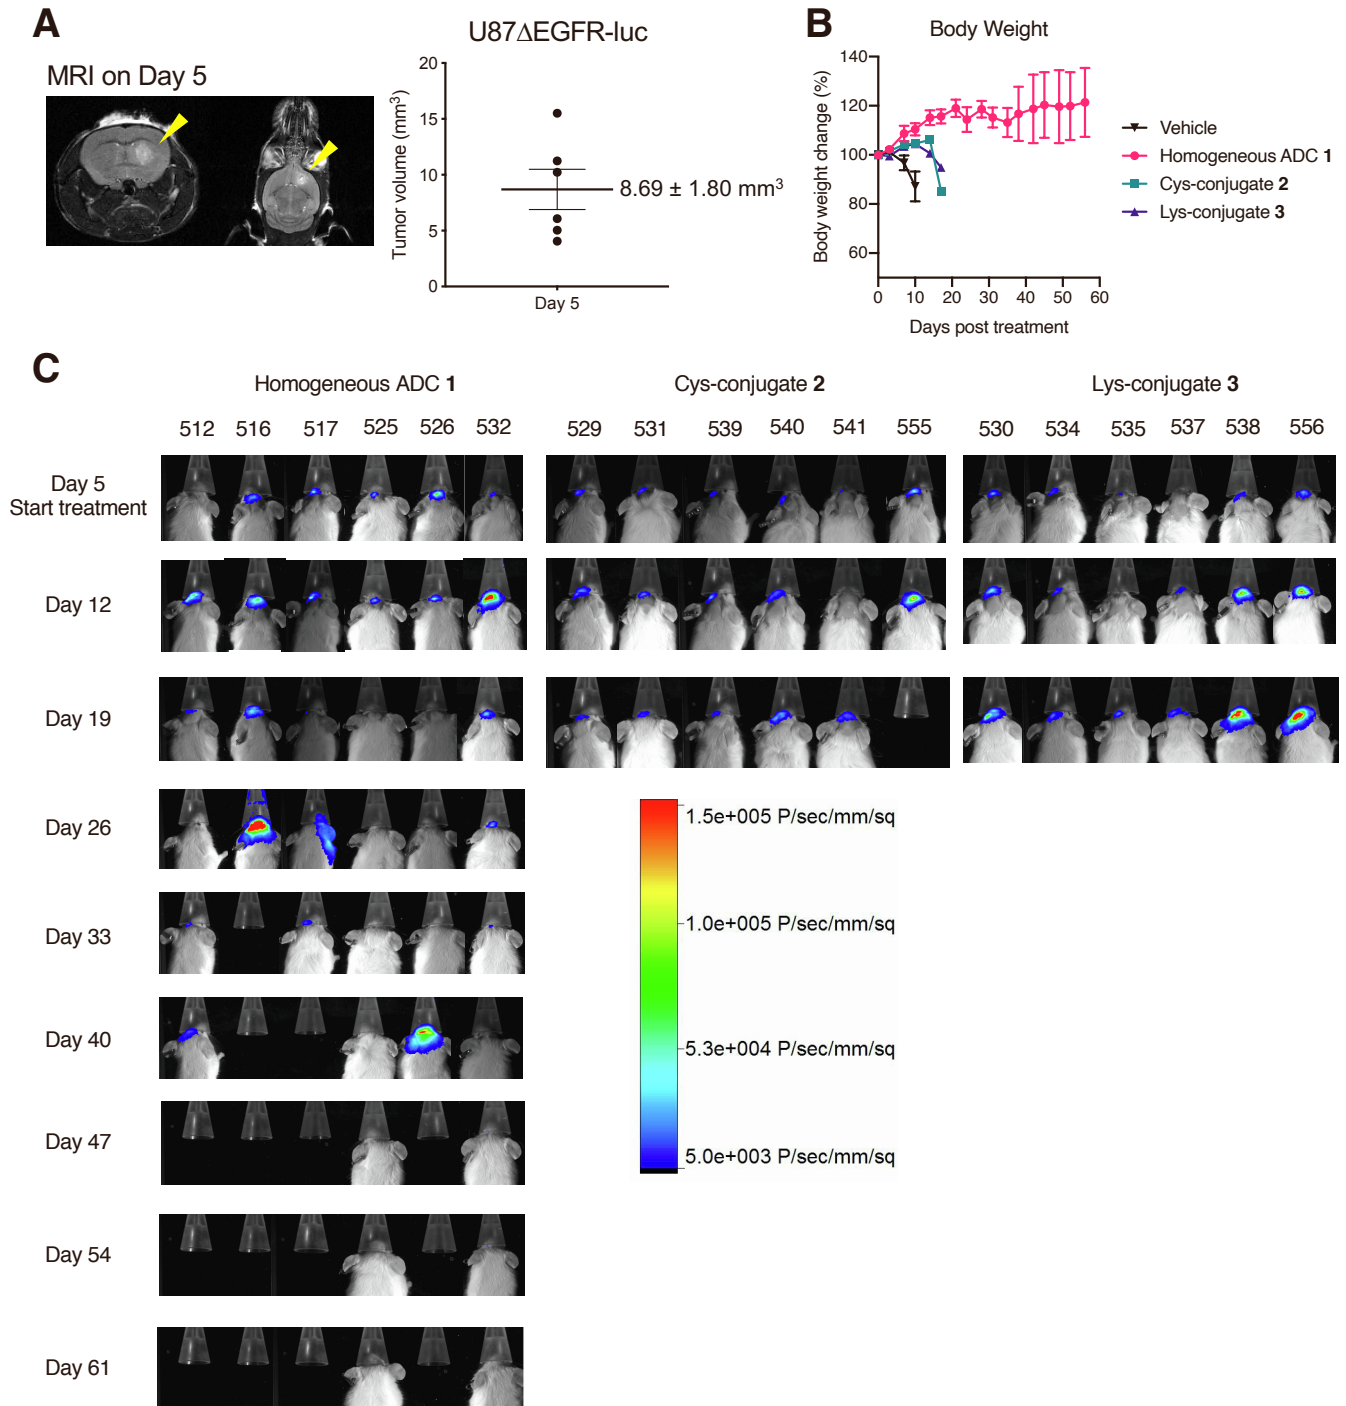 A
MRI on Day 5
U87ΔEGFR-luc
Tumor volume (mm3)
20
15
10
5
0
8.69 ± 1.80 mm3
Day 5
B
Body Weight
Body weight change (%)
140
120
100
80
60
0 10 20 30 40 50 60
Days post treatment
Vehicle
Homogeneous ADC 1
Cys-conjugate 2
Lys-conjugate 3
C
Homogeneous ADC 1 Cys-conjugate 2 Lys-conjugate 3
512 516 517 525 526 532 529 531 539 540 541 555 530 534 535 537 538 556
Day 5
Start treatment
Day 12
Day 19
Day 26
Day 33
Day 40
Day 47
Day 54
Day 61
1.5e+005 P/sec/mm/sq
1.0e+005 P/sec/mm/sq
5.3e+004 P/sec/mm/sq
5.0e+003 P/sec/mm/sq